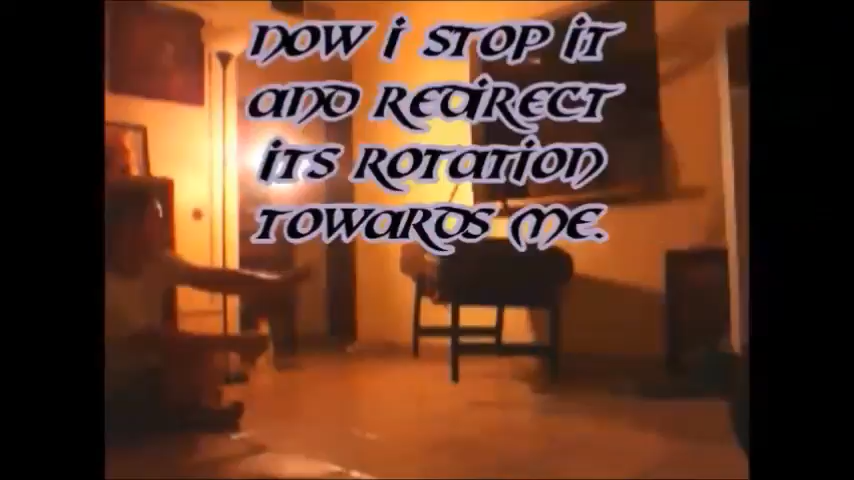 NOW I STOP IT
AND REDIRECT
ITS ROTATION
TOWARDS ME.